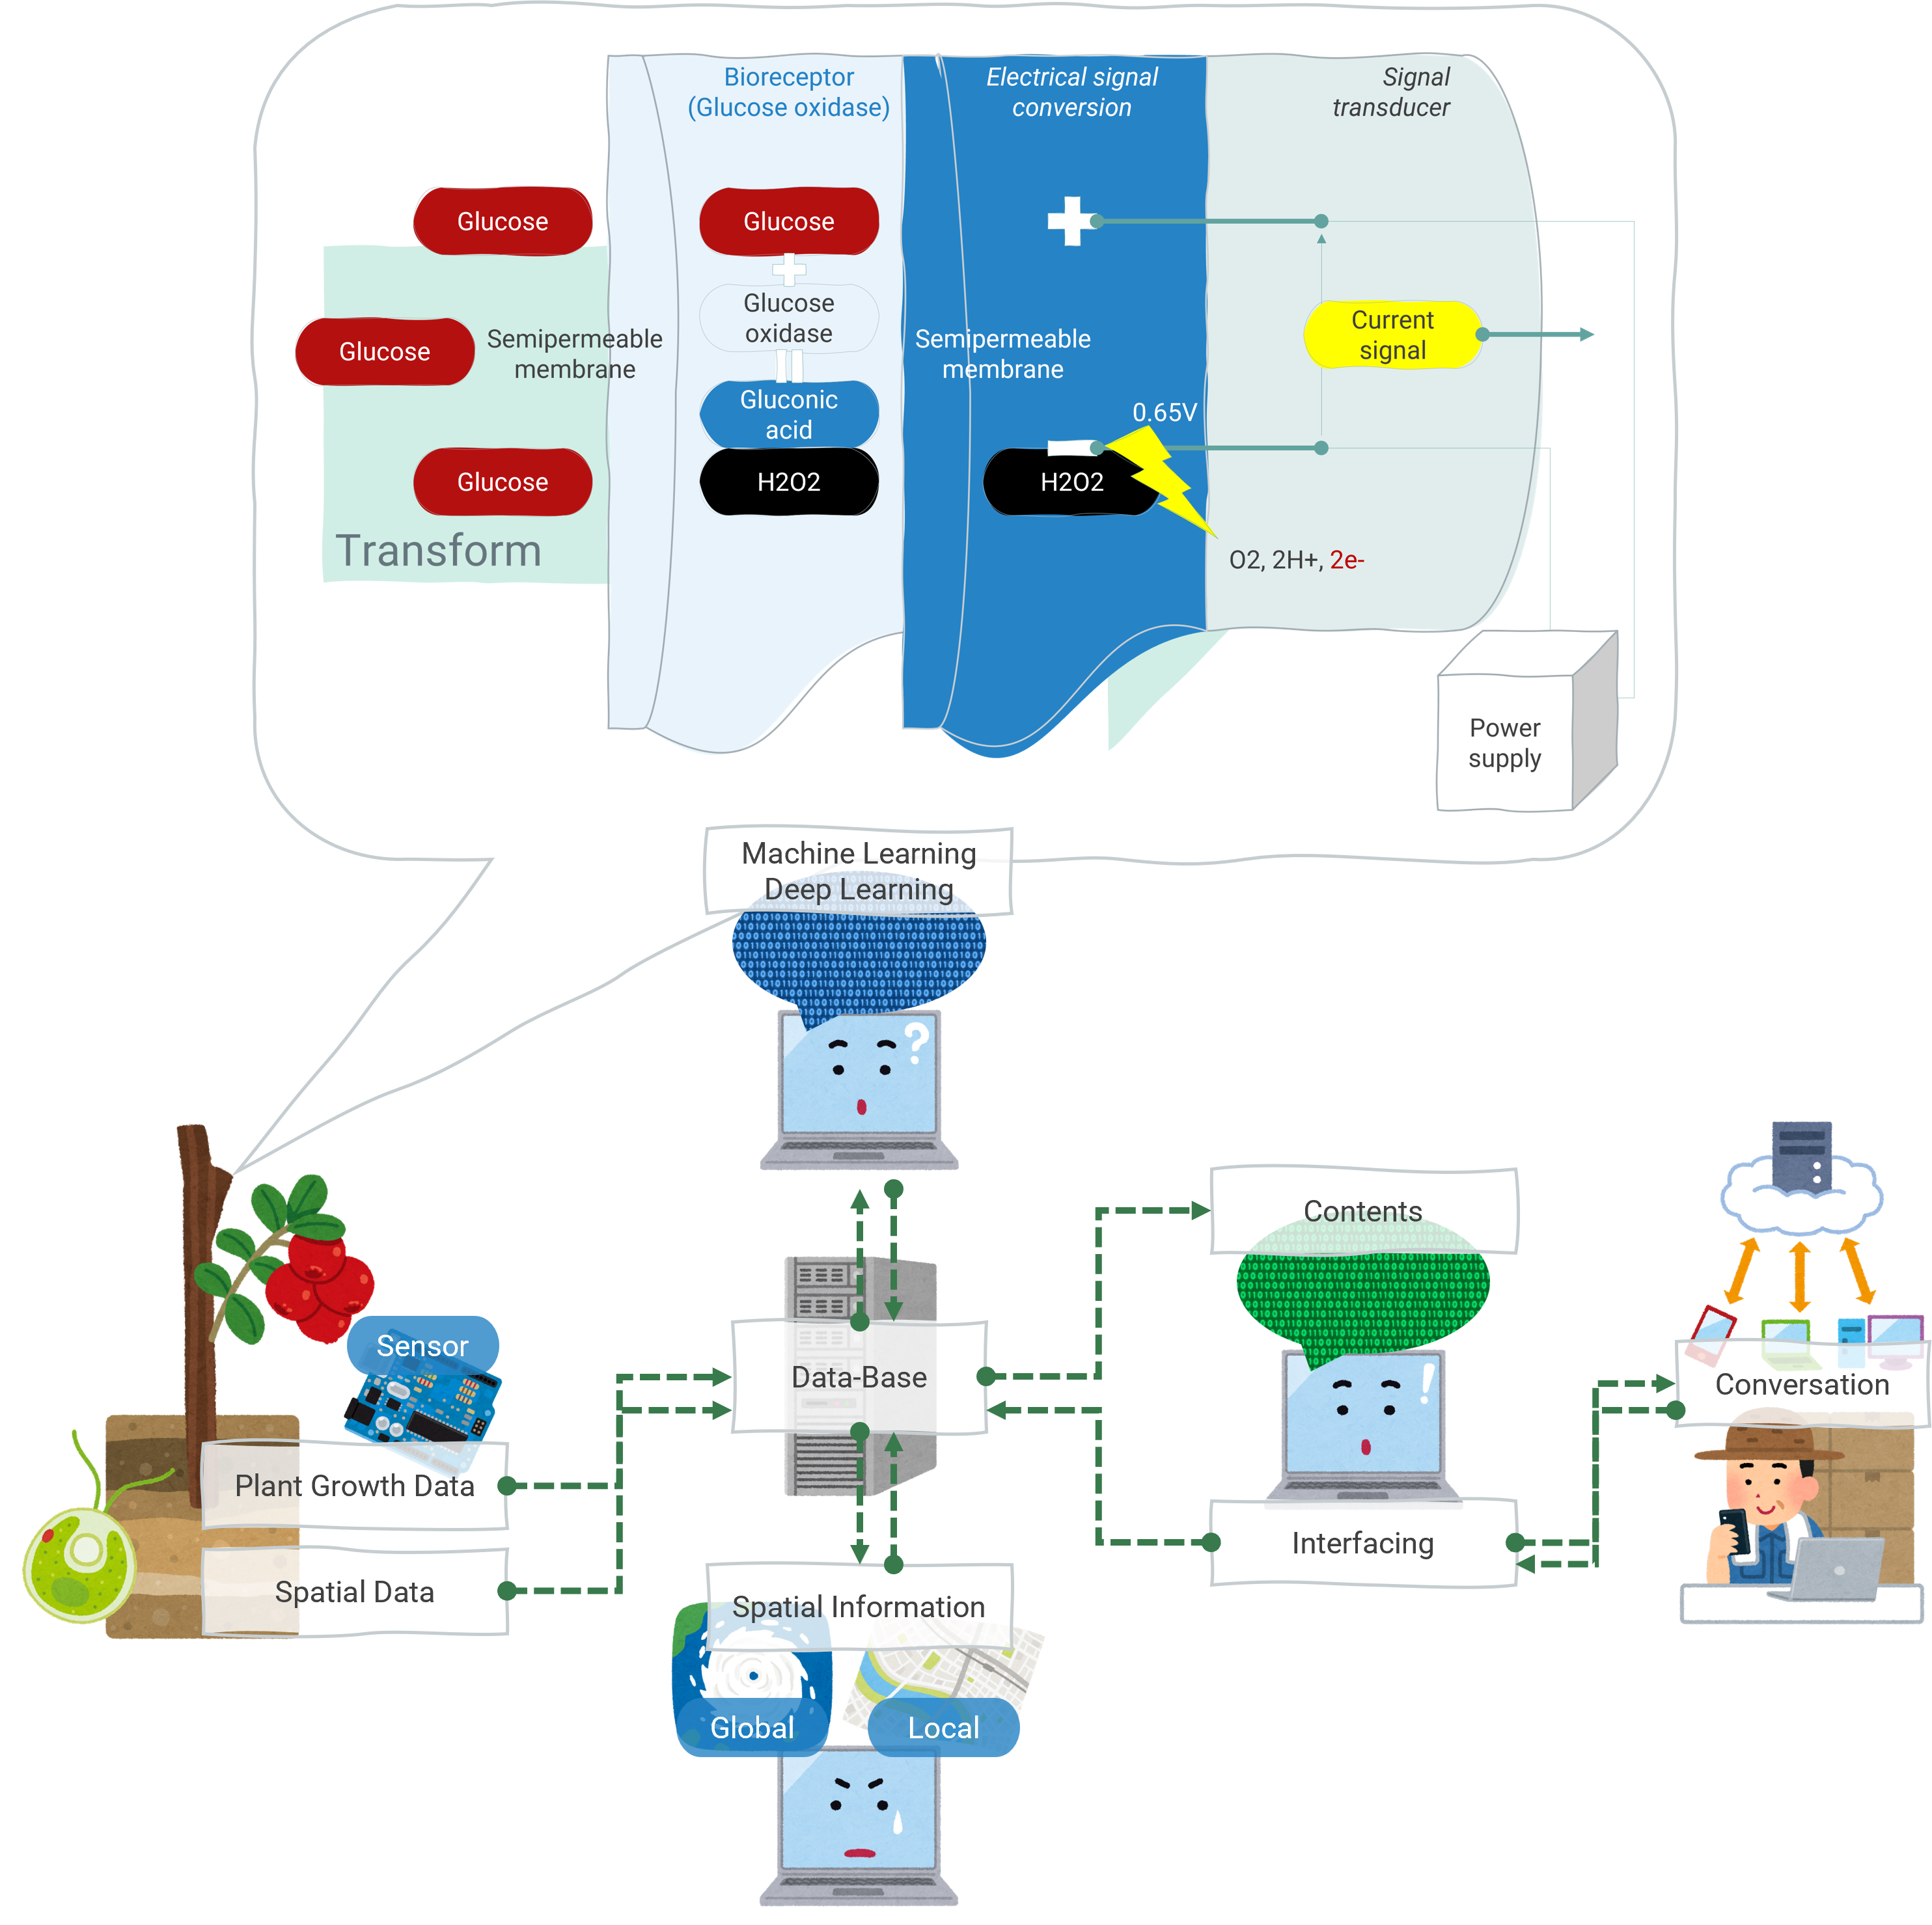 Bioreceptor
(Glucose oxidase)
Electrical signal
conversion
Signal
transducer
Glucose
Glucose
Glucose
oxidase
Glucose
Semipermeable
membrane
Semipermeable
membrane
Current
signal
Gluconic
acid
0.65V
Glucose
H2O2
H2O2
Transform
O2, 2H+, 2e-
Power
supply
Machine Learning
Deep Learning
?
Contents
Sensor
Data-Base
!
Conversation
Plant Growth Data
Interfacing
Spatial Data
Spatial Information
Global
Local